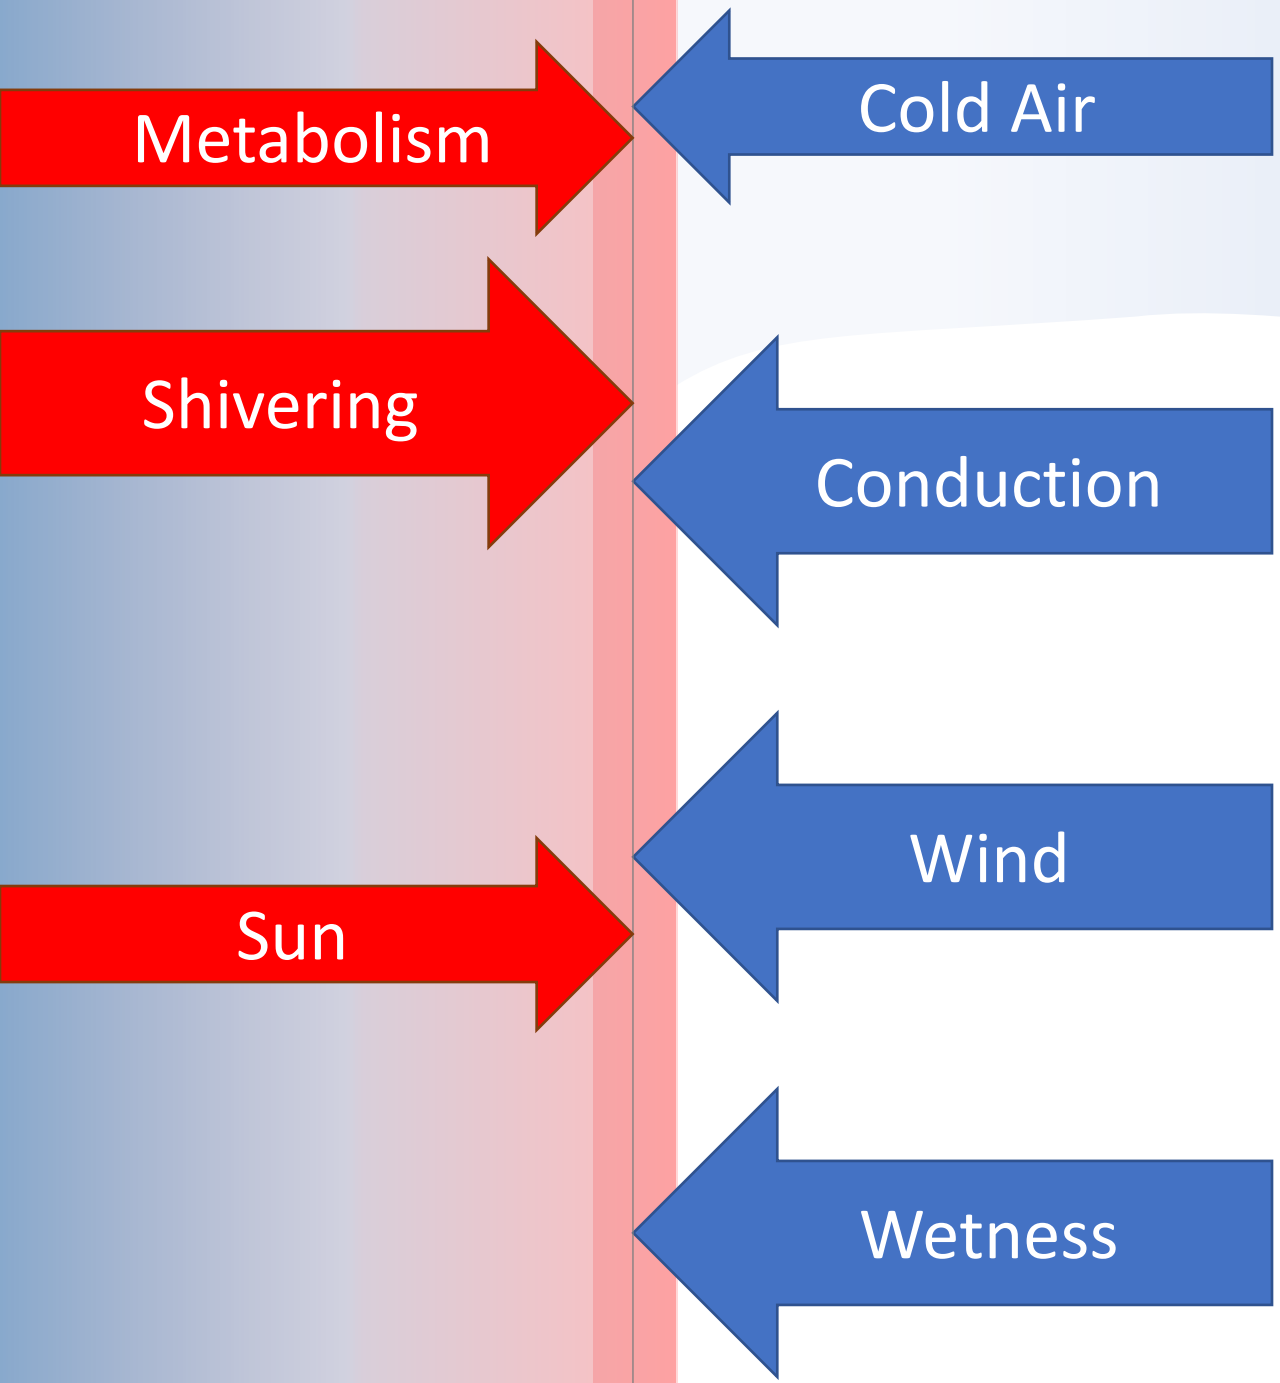 Metabolism
Cold Air
Shivering
Conduction
Wind
Sun
Wetness